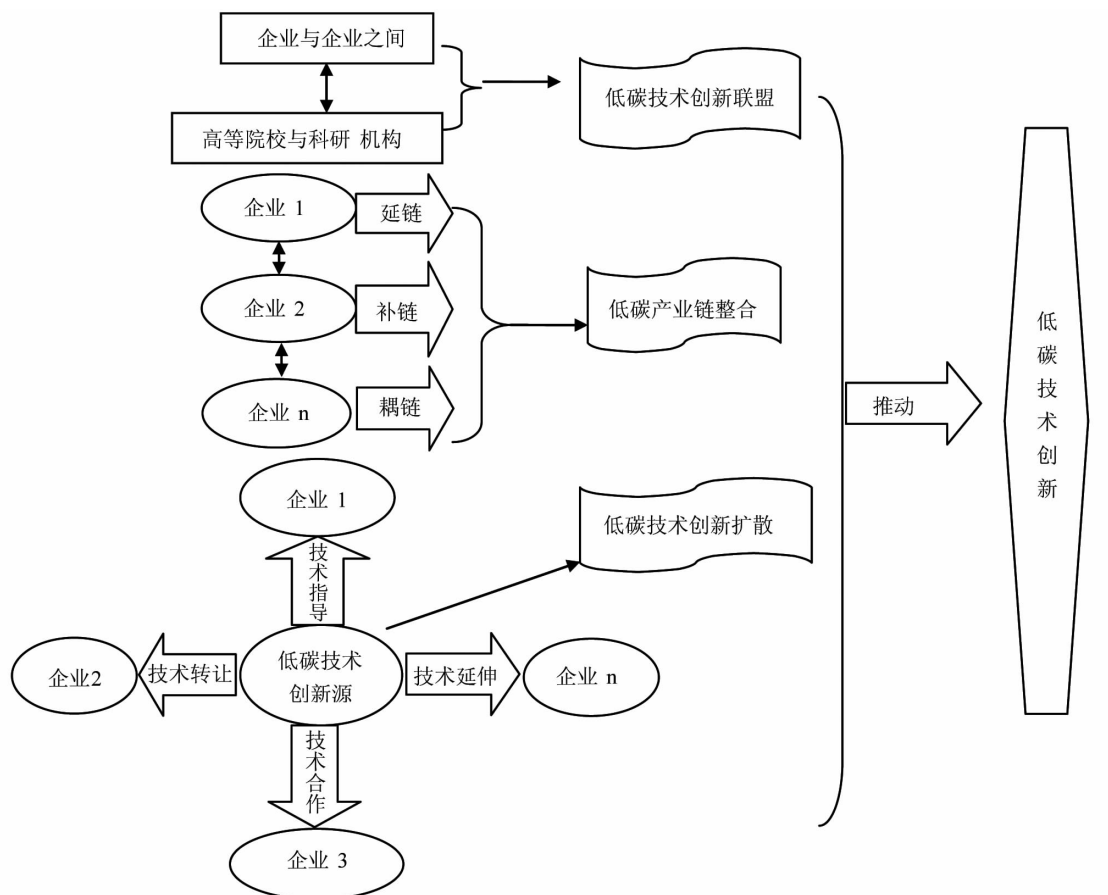 企业与企业之间
高等院校与科研 机构
低碳技术创新联盟
企业 1
延链
企业 2
补链
企业 n
耦链
低碳产业链整合
推动
低碳技术创新
企业 1
技术指导
低碳技术创新扩散
企业2
技术转让
低碳技术
创新源
技术延伸
企业 n
技术合作
企业 3